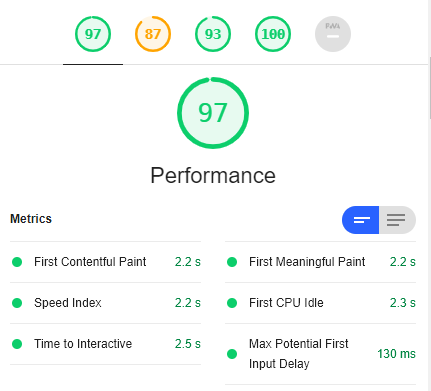 97 87 93 100 PWA
97
Performance
Metrics
First Contentful Paint 2.2 s
First Meaningful Paint 2.2 s
Speed Index 2.2 s
First CPU Idle 2.3 s
Time to Interactive 2.5 s
Max Potential First
Input Delay 130 ms